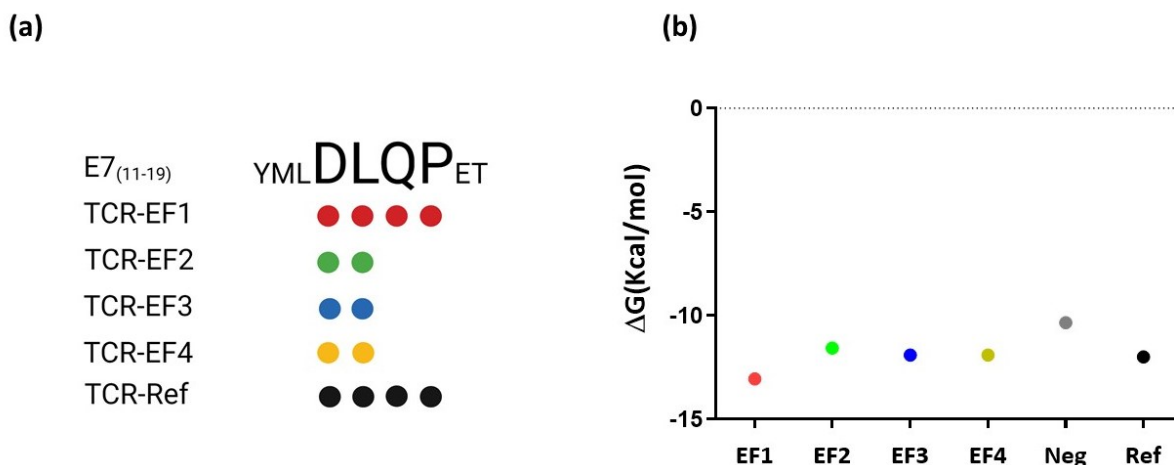 (a)
E7(11-19) YMLDLQPET
TCR-EF1
TCR-EF2
TCR-EF3
TCR-EF4
TCR-Ref
(b)
ΔG(Kcal/mol)
0
-5
-10
-15
EF1 EF2 EF3 EF4 Neg Ref